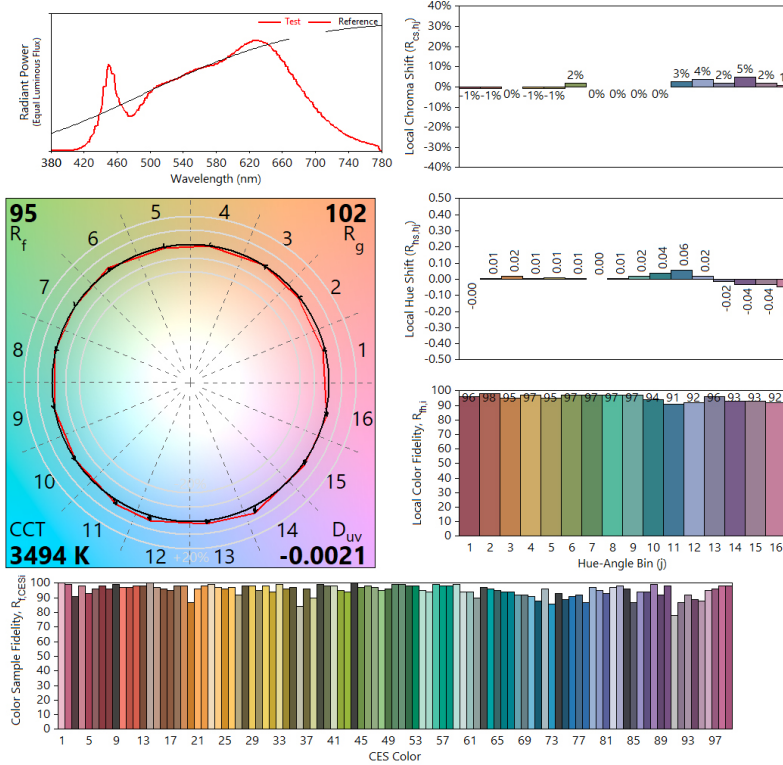 Radiant Power
(Equal Luminous Flux)
Test Reference
380 420 460 500 540 580 620 660 700 740 780
Wavelength (nm)
Local Chroma Shift (Rcs,hj)
40%
30%
20%
10%
0%
-10%
-20%
-30%
-40%
-1% -1% 0% -1% -1% 2% 0% 0% 0% 0% 3% 4% 2% 5% 2% 1
95
Rf
102
Rg
5 4
6 3
7 2
8 1
9 16
10 15
11 14
12 13
+20%
CCT
3494 K
Duv
-0.0021
Local Hue Shift (Rhs,hj)
0.50
0.40
0.30
0.20
0.10
0.00
-0.10
-0.20
-0.30
-0.40
-0.50
-0.00 0.01 0.02 0.01 0.01 0.01 0.00 0.01 0.02 0.04 0.06 0.02 -0.02 -0.04 -0.04
Local Color Fidelity, Rfh,i
100
90
80
70
60
50
40
30
20
10
0
96 98 95 97 95 97 97 97 97 94 91 92 96 93 93 92
1 2 3 4 5 6 7 8 9 10 11 12 13 14 15 16
Hue-Angle Bin (j)
Color Sample Fidelity, Rf,CESi
100
90
80
70
60
50
40
30
20
10
0
1 5 9 13 17 21 25 29 33 37 41 45 49 53 57 61 65 69 73 77 81 85 89 93 97
CES Color